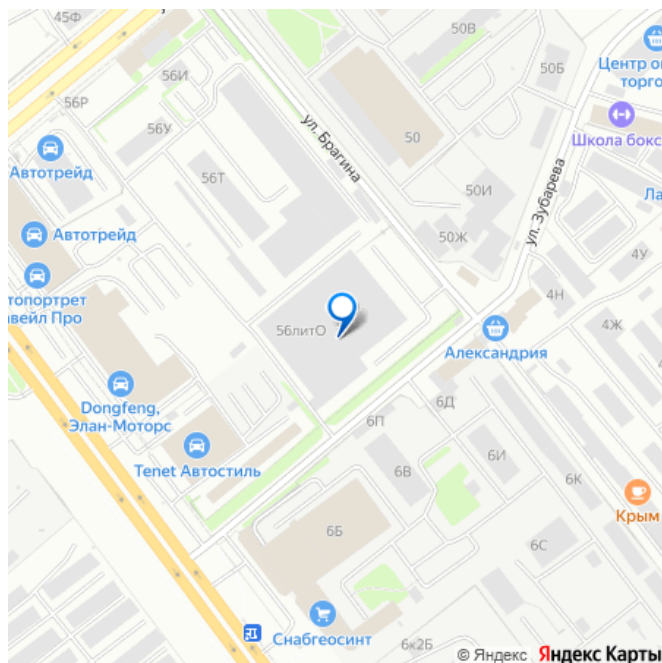 45Ф
56И
56Р
56У
50В
50Б
Центр о
торго
50
Школа бокс
ул. Брагина
Автотрейд
56Т
50И
ул. Зубарева
Ла
Автотрейд
50Ж
4У
4Н
топортрет
авейл Про
56литО
4Ж
Александрия
Dongfeng,
Элан-Моторс
6П
6Д
Tenet Автостиль
6В
6И
6К
Крым
6Б
6С
Снабгеосинт
6к2Б
© Яндекс Яндекс Карты